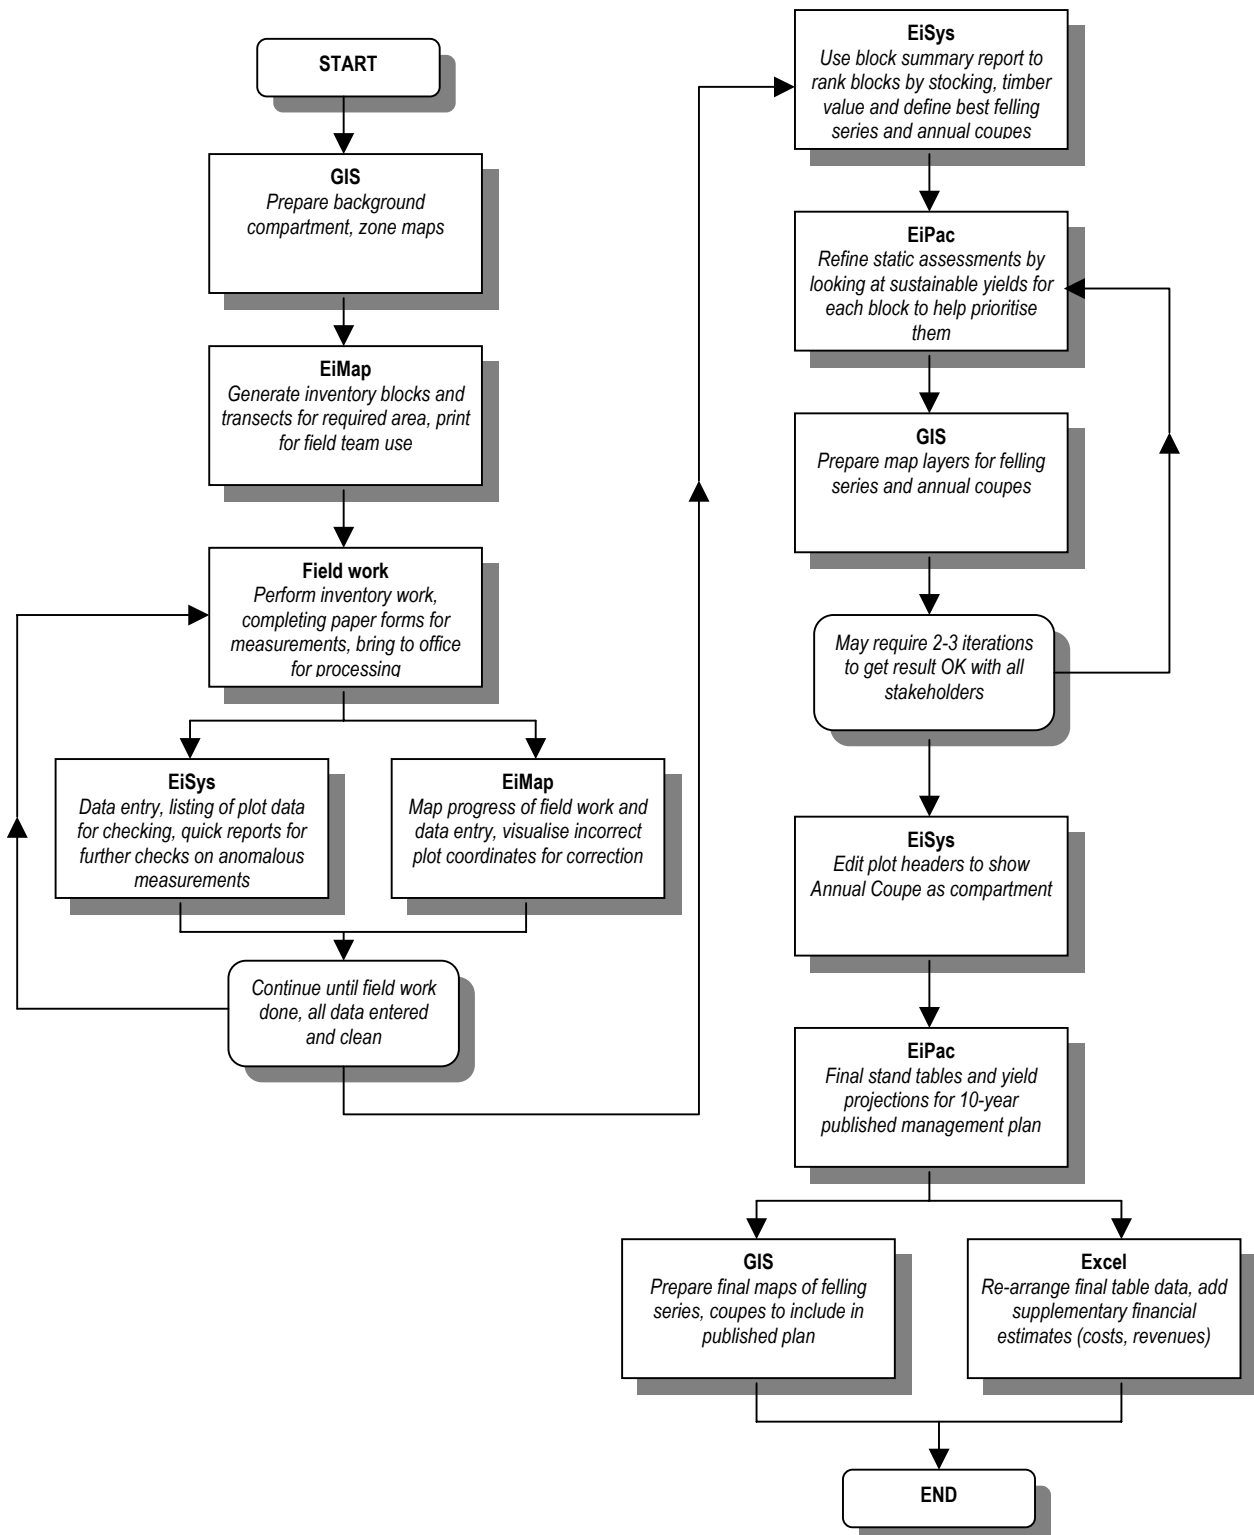 START
GIS
Prepare background
compartment, zone maps
EiMap
Generate inventory blocks and
transects for required area, print
for field team use
Field work
Perform inventory work,
completing paper forms for
measurements, bring to office
for processing
EiSys
Data entry, listing of plot data
for checking, quick reports for
further checks on anomalous
measurements
EiMap
Map progress of field work and
data entry, visualise incorrect
plot coordinates for correction
Continue until field work
done, all data entered
and clean
EiSys
Use block summary report to
rank blocks by stocking, timber
value and define best felling
series and annual coupes
EiPac
Refine static assessments by
looking at sustainable yields for
each block to help prioritise
them
GIS
Prepare map layers for felling
series and annual coupes
May require 2-3 iterations
to get result OK with all
stakeholders
EiSys
Edit plot headers to show
Annual Coupe as compartment
EiPac
Final stand tables and yield
projections for 10-year
published management plan
GIS
Prepare final maps of felling
series, coupes to include in
published plan
Excel
Re-arrange final table data, add
supplementary financial
estimates (costs, revenues)
END